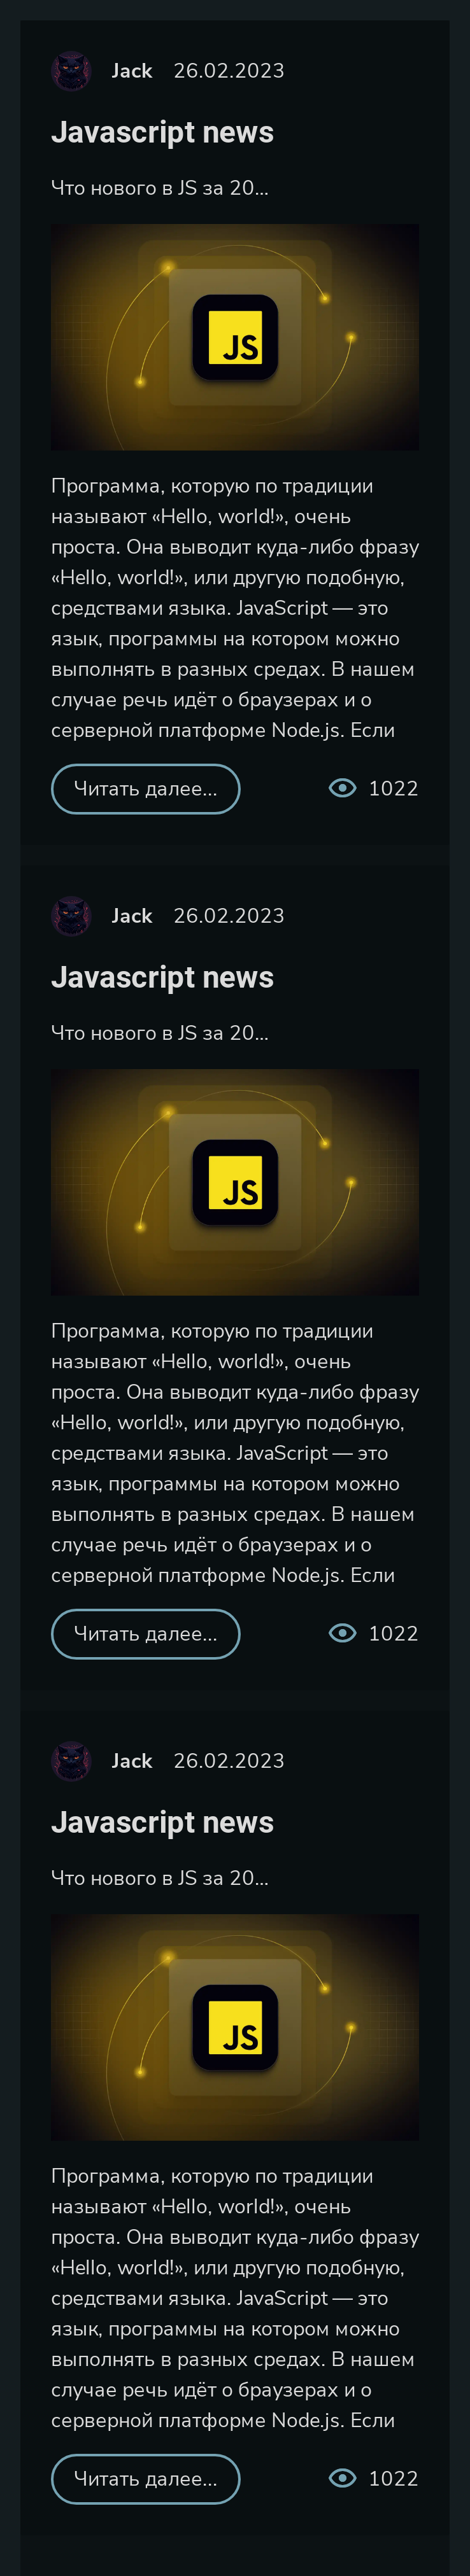 Jack 26.02.2023
Javascript news
Что нового в JS за 20...
JS
Программа, которую по традиции
называют «Hello, world!», очень
проста. Она выводит куда-либо фразу
«Hello, world!», или другую подобную,
средствами языка. JavaScript — это
язык, программы на котором можно
выполнять в разных средах. В нашем
случае речь идёт о браузерах и о
серверной платформе Node.js. Если
Читать далее... 1022
Jack 26.02.2023
Javascript news
Что нового в JS за 20...
JS
Программа, которую по традиции
называют «Hello, world!», очень
проста. Она выводит куда-либо фразу
«Hello, world!», или другую подобную,
средствами языка. JavaScript — это
язык, программы на котором можно
выполнять в разных средах. В нашем
случае речь идёт о браузерах и о
серверной платформе Node.js. Если
Читать далее... 1022
Jack 26.02.2023
Javascript news
Что нового в JS за 20...
JS
Программа, которую по традиции
называют «Hello, world!», очень
проста. Она выводит куда-либо фразу
«Hello, world!», или другую подобную,
средствами языка. JavaScript — это
язык, программы на котором можно
выполнять в разных средах. В нашем
случае речь идёт о браузерах и о
серверной платформе Node.js. Если
Читать далее... 1022